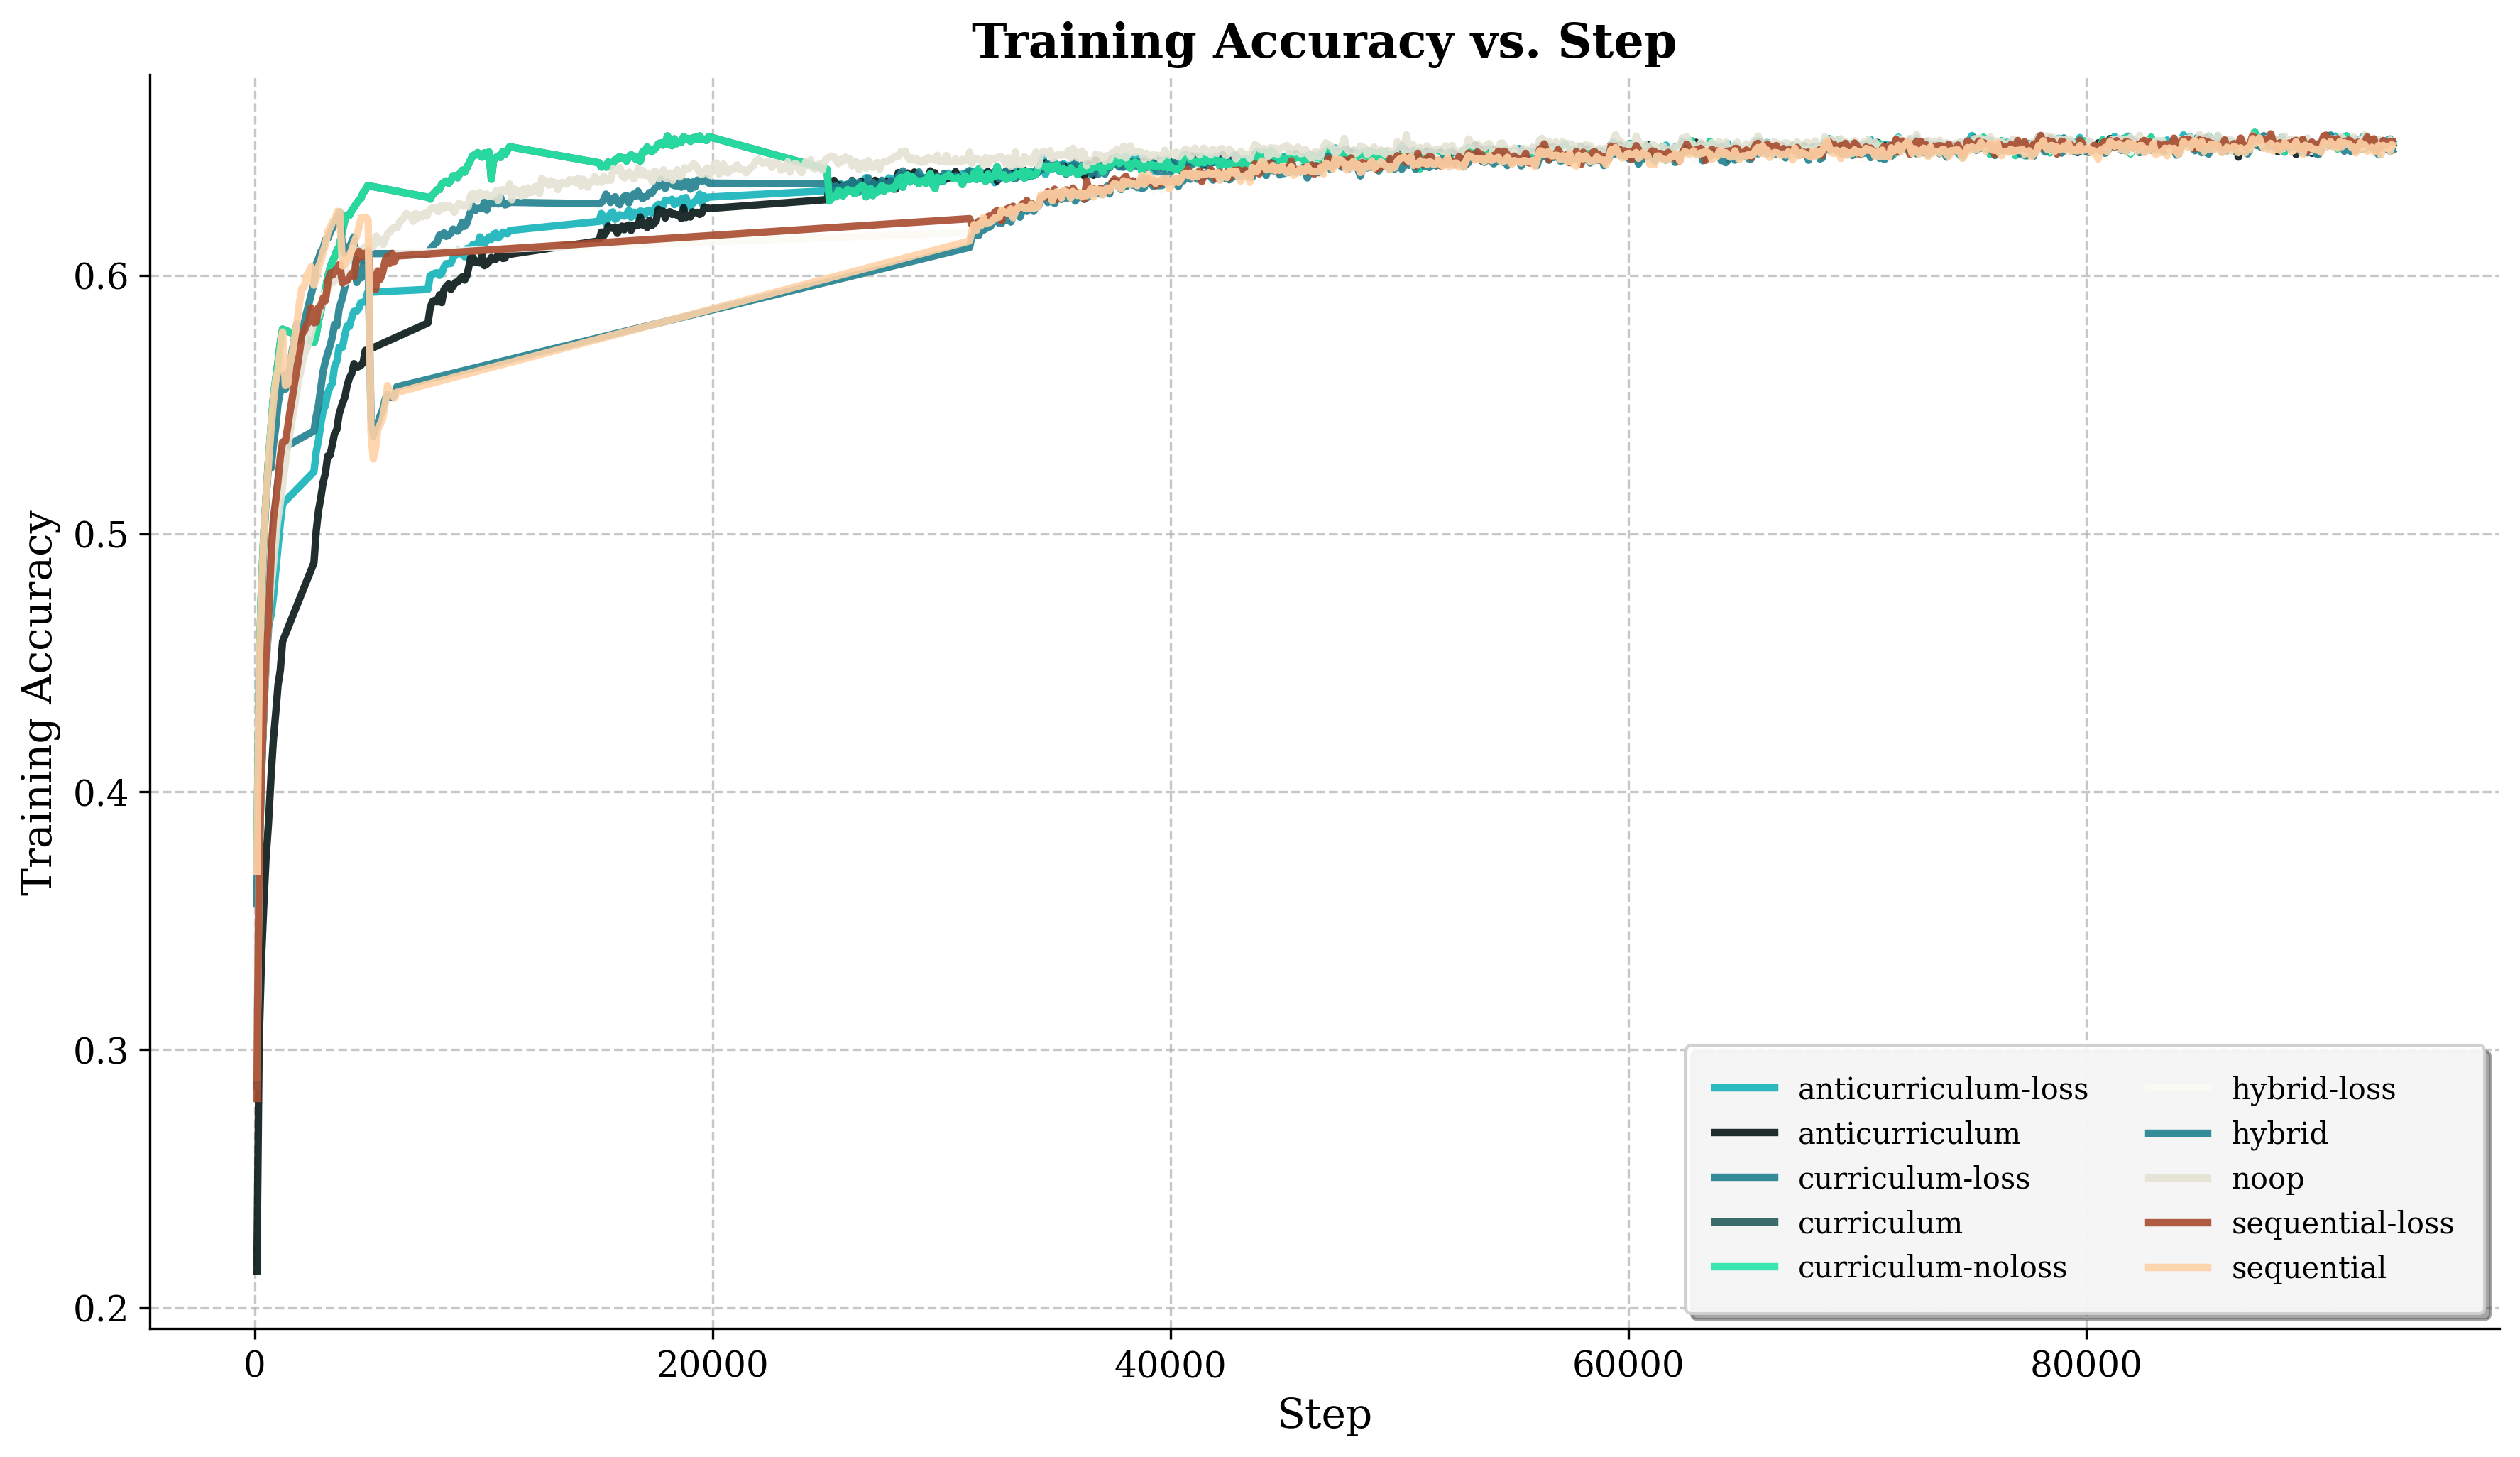 Training Accuracy vs. Step
Training Accuracy
0.6
0.5
0.4
0.3
0.2
0
20000
40000
60000
80000
Step
anticurriculum-loss
anticurriculum
curriculum-loss
curriculum
curriculum-noloss
hybrid-loss
hybrid
noop
sequential-loss
sequential